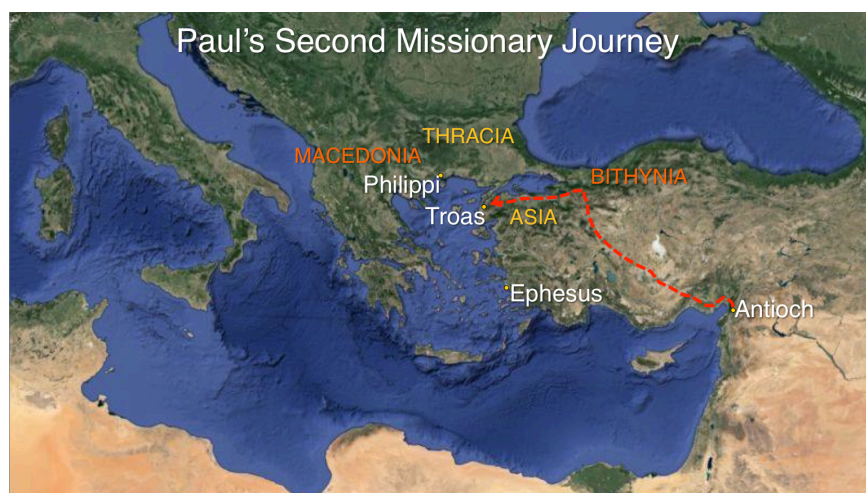 Paul's Second Missionary Journey
THRACIA
MACEDONIA
BITHYNIA
Philippi
Troas
ASIA
Ephesus
Antioch